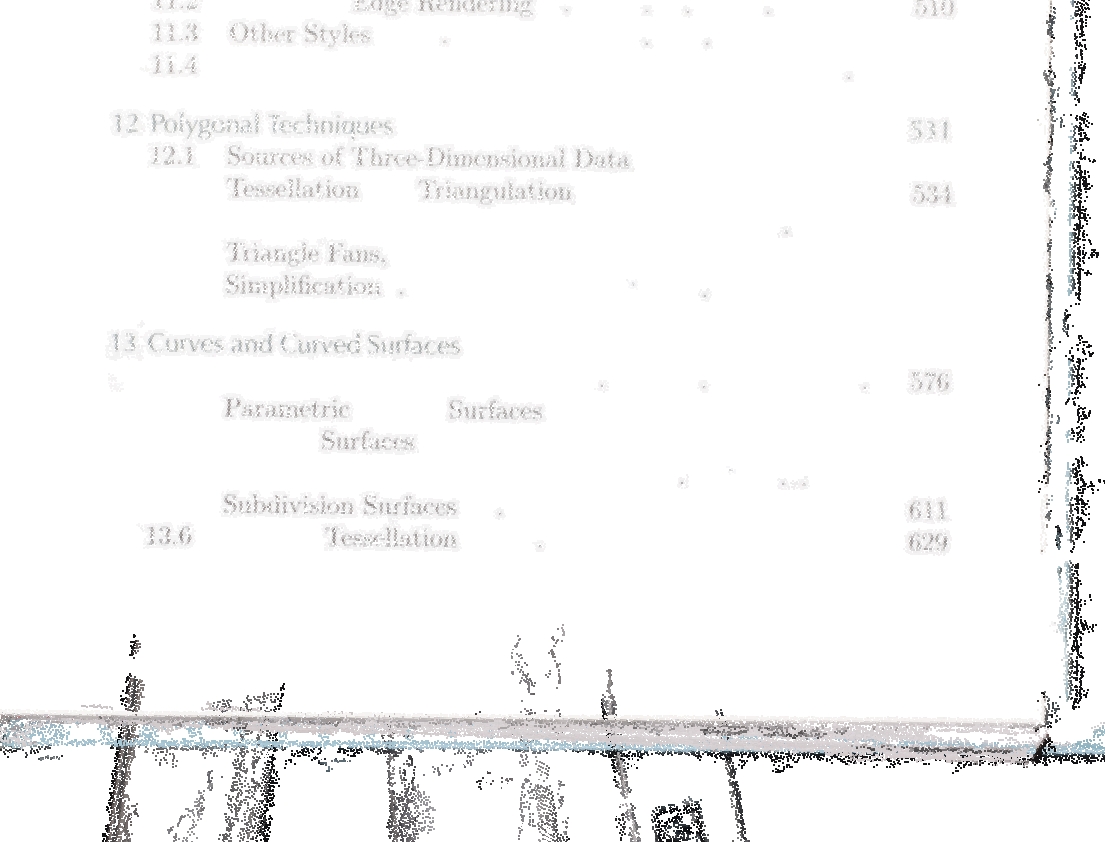 11.2 Edge Rendering 510
11.3 Other Styles
11.4
12 Polygonal Techniques 531
12.1 Sources of Three-Dimensional Data
Tessellation Triangulation 534
Triangle Fans,
Simplification
13 Curves and Curved Surfaces
576
Parametric Surfaces
Surfaces
Subdivision Surfaces 611
13.6 Tessellation 629